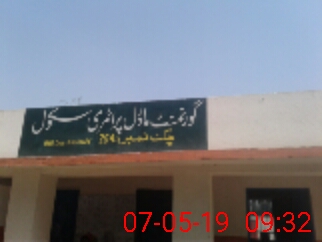 گورنمنٹ ماڈل پرائمری سکول
چک نمبر
07-05-19 09:32